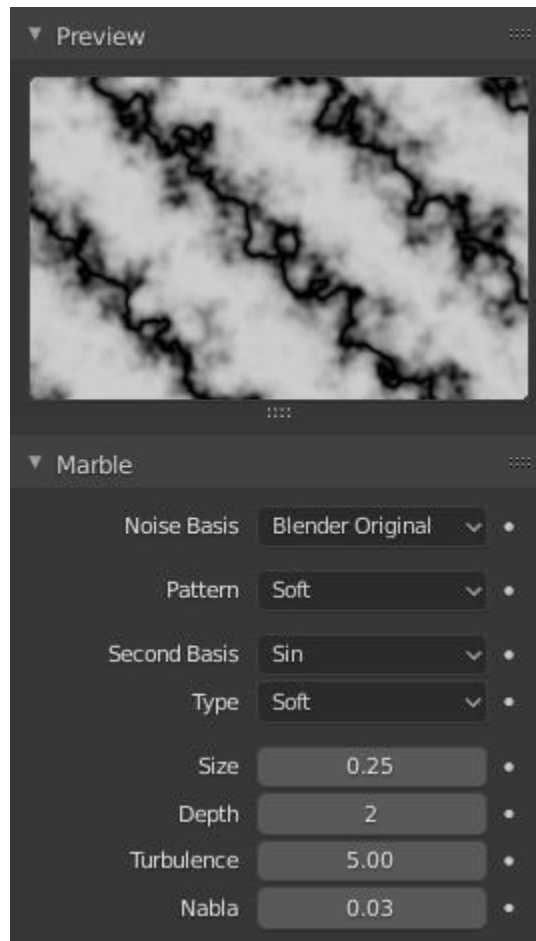 Preview
Marble
Noise Basis Blender Original
Pattern Soft
Second Basis Sin
Type Soft
Size 0.25
Depth 2
Turbulence 5.00
Nabla 0.03